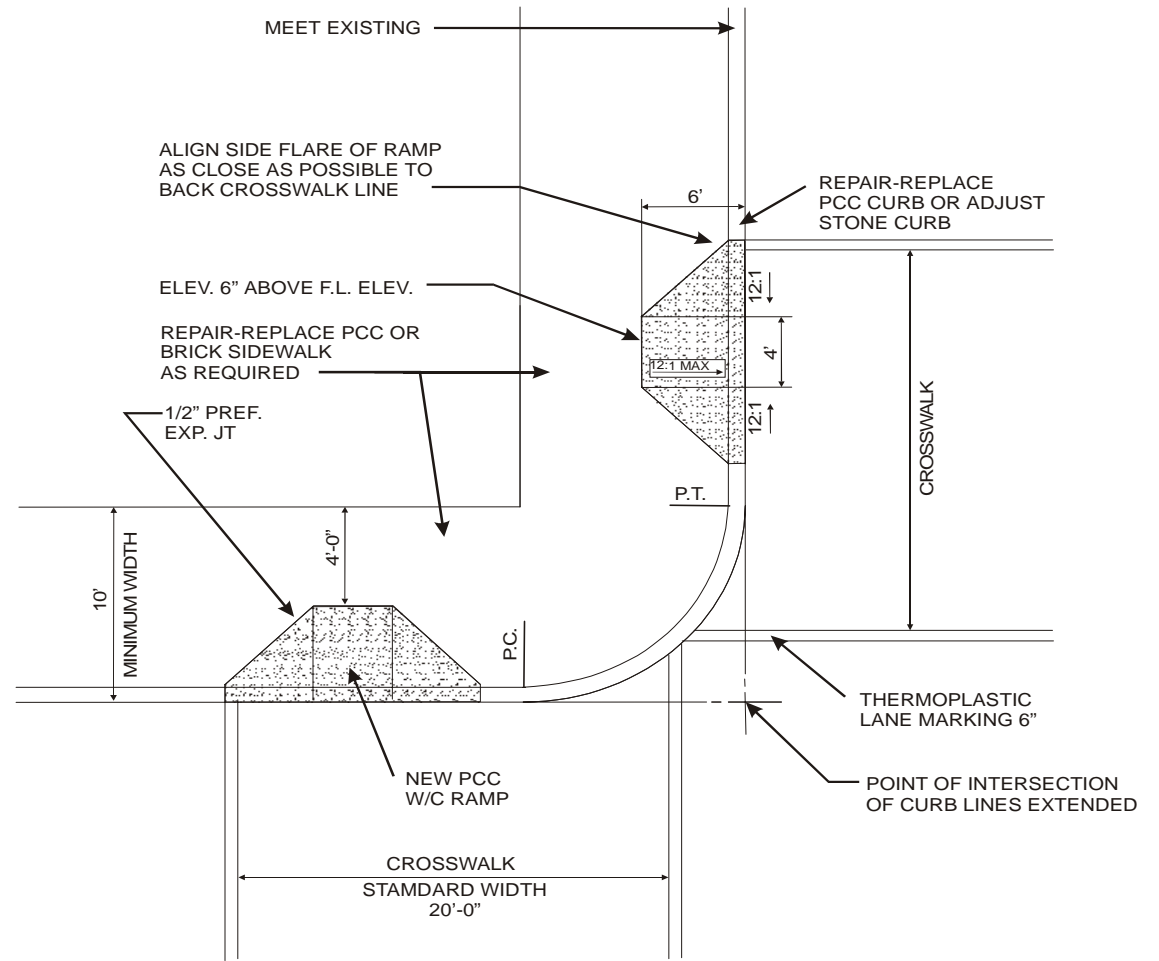 MEET EXISTING
ALIGN SIDE FLARE OF RAMP
AS CLOSE AS POSSIBLE TO
BACK CROSSWALK LINE
6'
REPAIR-REPLACE
PCC CURB OR ADJUST
STONE CURB
ELEV. 6” ABOVE F.L. ELEV.
12:1
REPAIR-REPLACE PCC OR
BRICK SIDEWALK
AS REQUIRED
12:1 MAX
4'
12:1
CROSSWALK
1/2” PREF.
EXP. JT
P.T.
10'
MINIMUM WIDTH
4'-0”
P.C.
THERMOPLASTIC
LANE MARKING 6”
NEW PCC
W/C RAMP
POINT OF INTERSECTION
OF CURB LINES EXTENDED
CROSSWALK
STAMDARD WIDTH
20'-0”